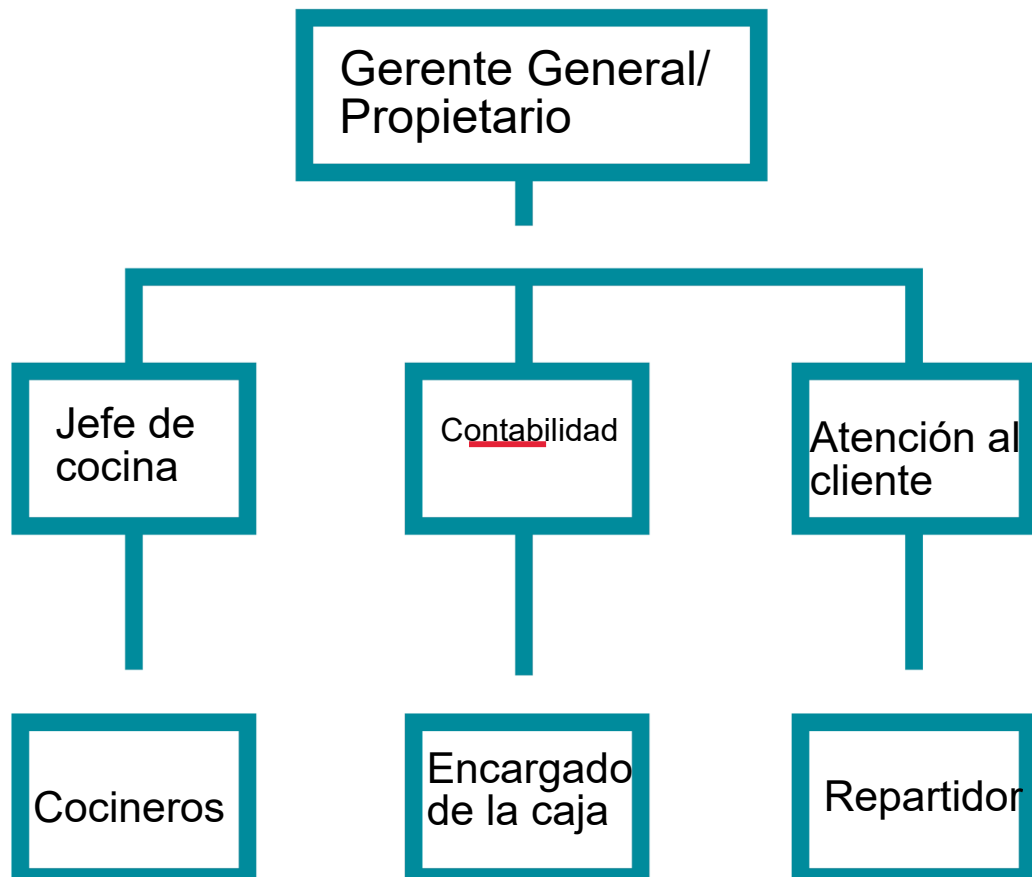 Gerente General/
Propietario
Jefe de
cocina
Contabilidad
Atención al
cliente
Cocineros
Encargado
de la caja
Repartidor